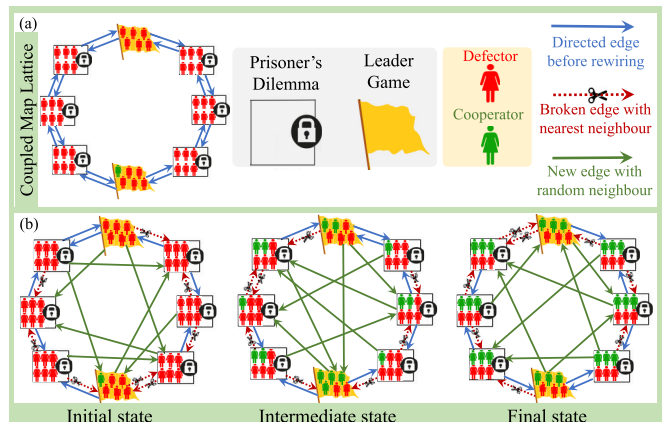 (a)
Coupled Map Lattice
Prisoner's
Dilemma
Leader
Game
Defector
Cooperator
Directed edge
before rewiring
Broken edge with
nearest neighbour
New edge with
random neighbour
(b)
Initial state
Intermediate state
Final state